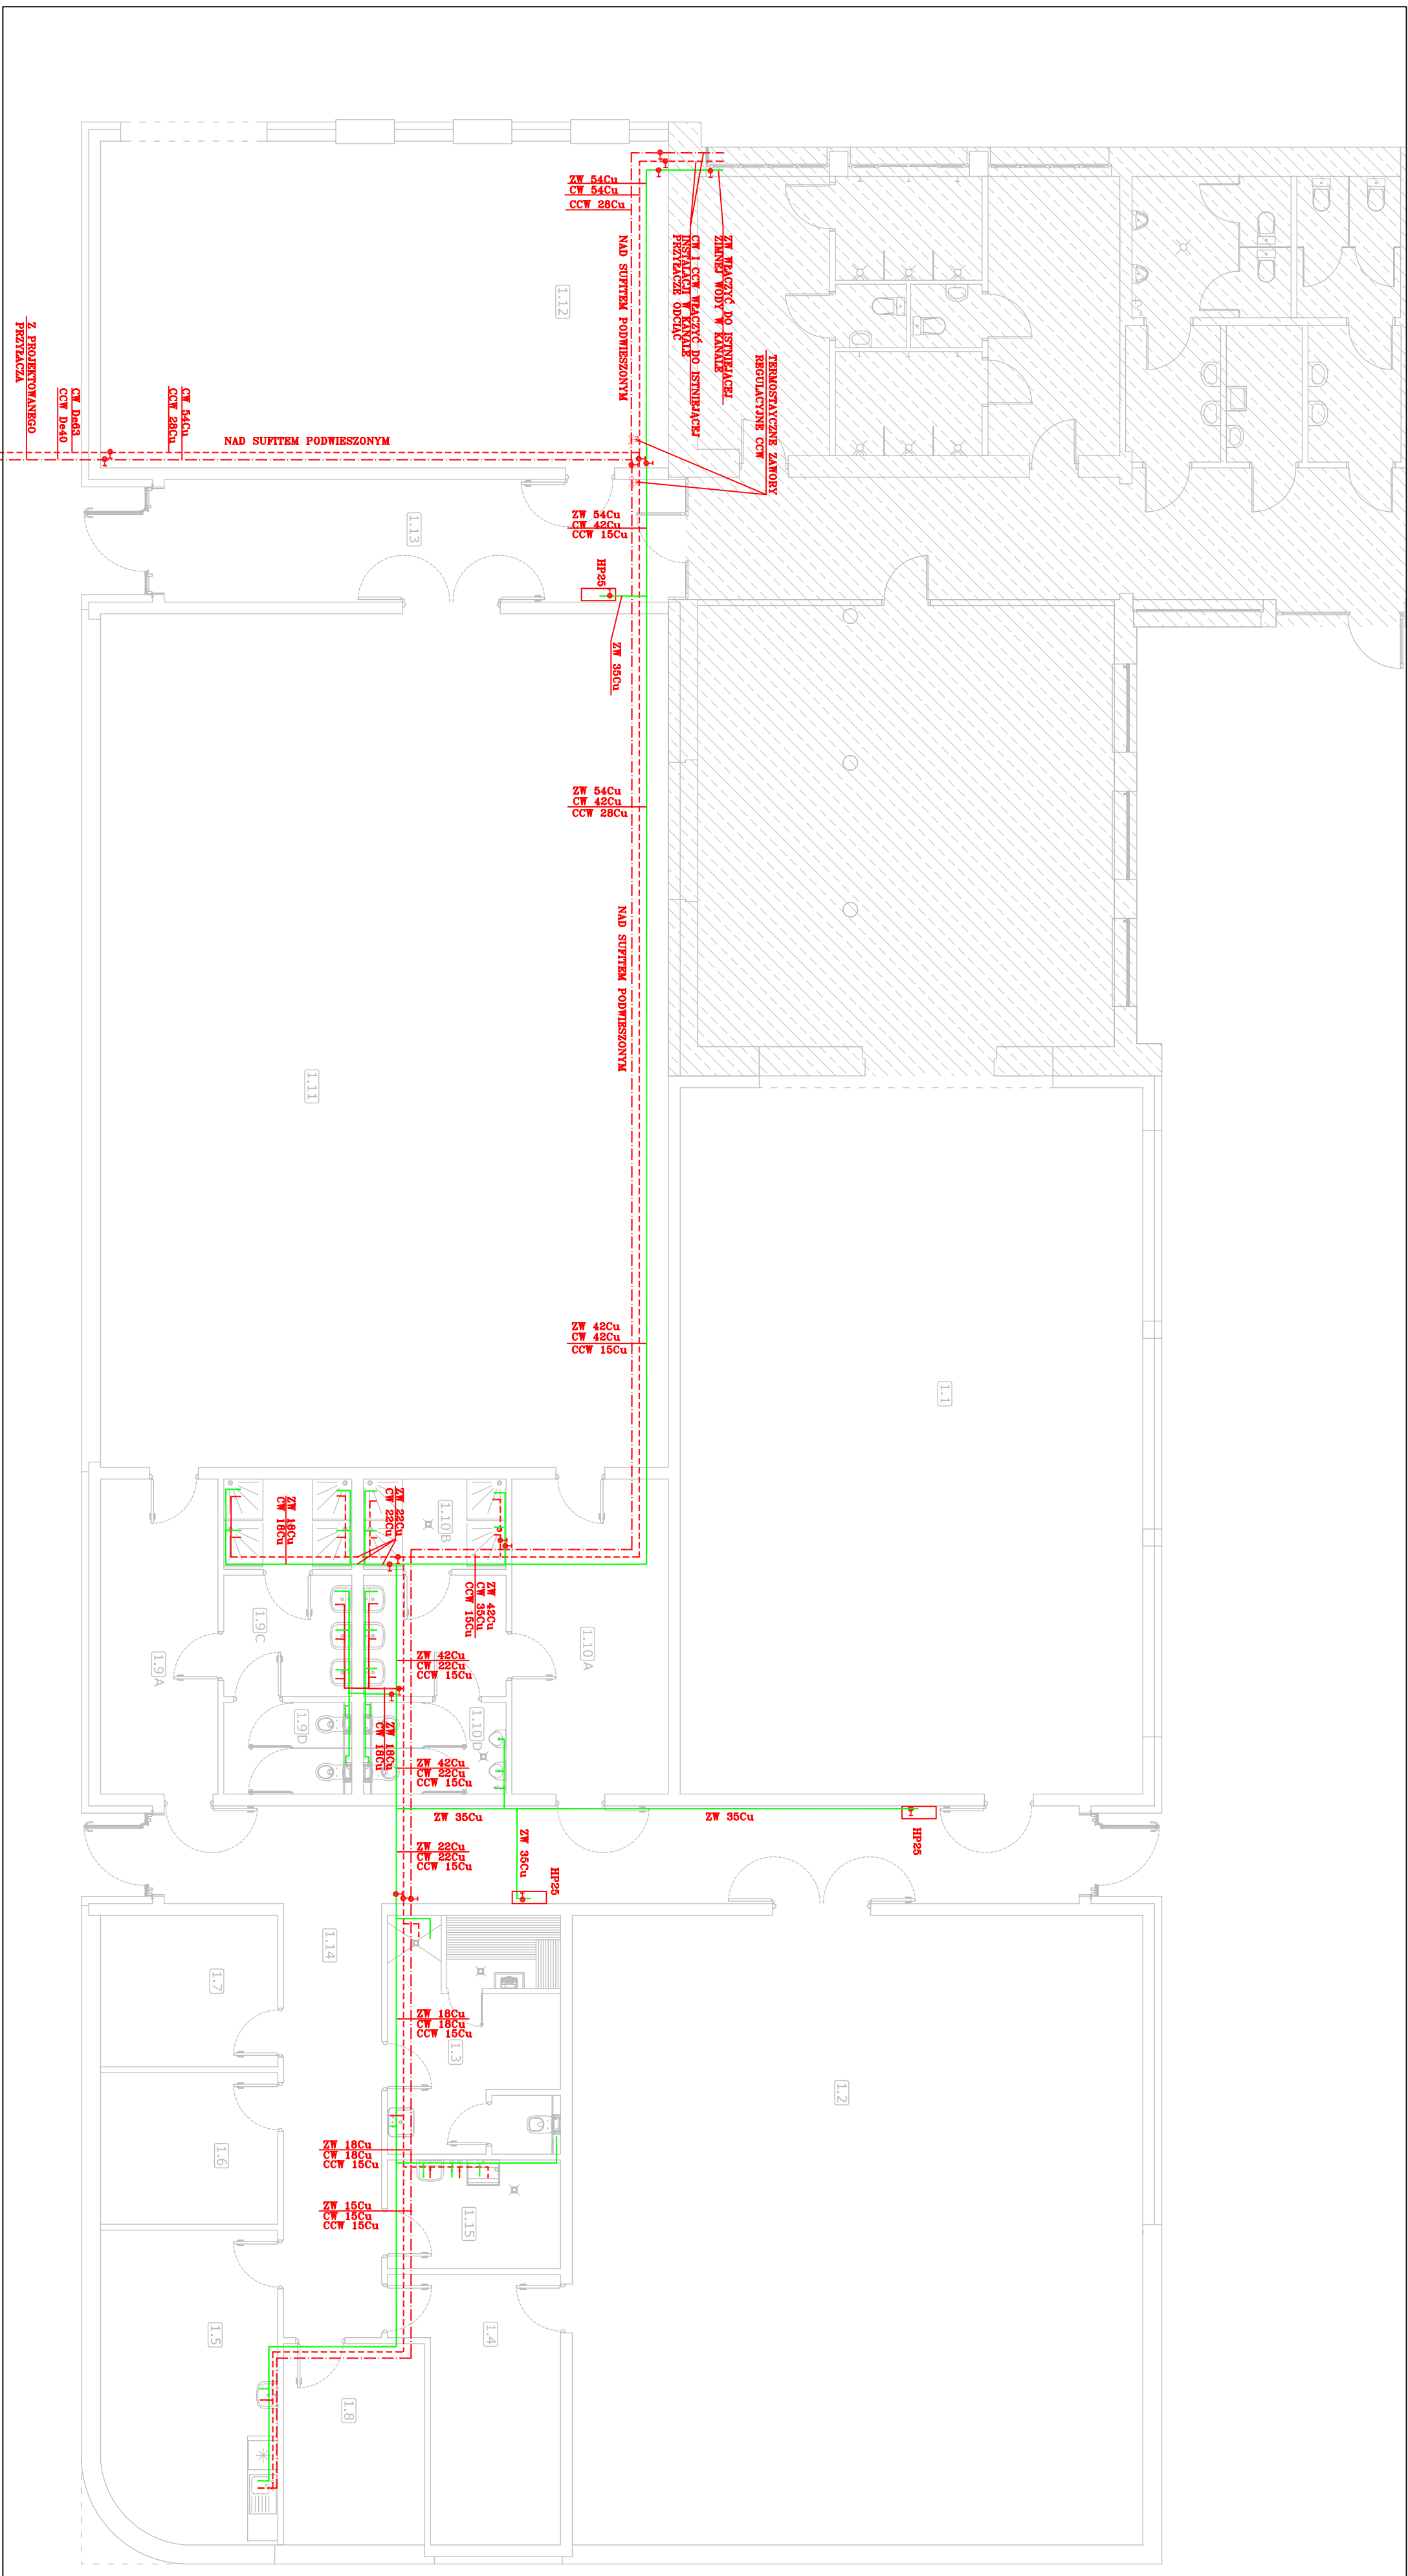 ZW 54Cu
CW 54Cu
CCW 28Cu
NAD SUFITEM PODWIESZONYM
ZW WŁĄCZYĆ DO ISTNIEJĄCEJ
ZIMNEJ WODY W KANALE
CW I CCW WŁĄCZYĆ DO ISTNIEJĄCEJ
INSTALACJI W KANALE
PRZYŁĄCZE ODCIĄĆ
1.12
TERMOSTATYCZNE ZAWORY
REGULACYJNE CCW
Z PROJEKTOWANEGO
PRZYŁĄCZA
CW De63
CCW De40
CW 54Cu
CCW 28Cu
NAD SUFITEM PODWIESZONYM
1.13
ZW 54Cu
CW 42Cu
CCW 15Cu
HP25
ZW 35Cu
ZW 54Cu
CW 42Cu
CCW 28Cu
NAD SUFITEM PODWIESZONYM
1.11
ZW 42Cu
CW 42Cu
CCW 15Cu
1.1
ZW 18Cu
CW 18Cu
ZW 22Cu
CW 22Cu
1.10B
ZW 42Cu
CW 35Cu
CCW 15Cu
1.9C
1.9A
1.10A
ZW 42Cu
CW 22Cu
CCW 15Cu
1.9D
ZW 18Cu
CW 18Cu
1.10D
ZW 42Cu
CW 22Cu
CCW 15Cu
ZW 35Cu
ZW 35Cu
HP25
ZW 35Cu
HP25
ZW 22Cu
CW 22Cu
CCW 15Cu
1.14
1.7
ZW 18Cu
CW 18Cu
CCW 15Cu
1.3
1.2
1.6
ZW 18Cu
CW 18Cu
CCW 15Cu
ZW 15Cu
CW 15Cu
CCW 15Cu
1.15
1.5
1.4
1.8